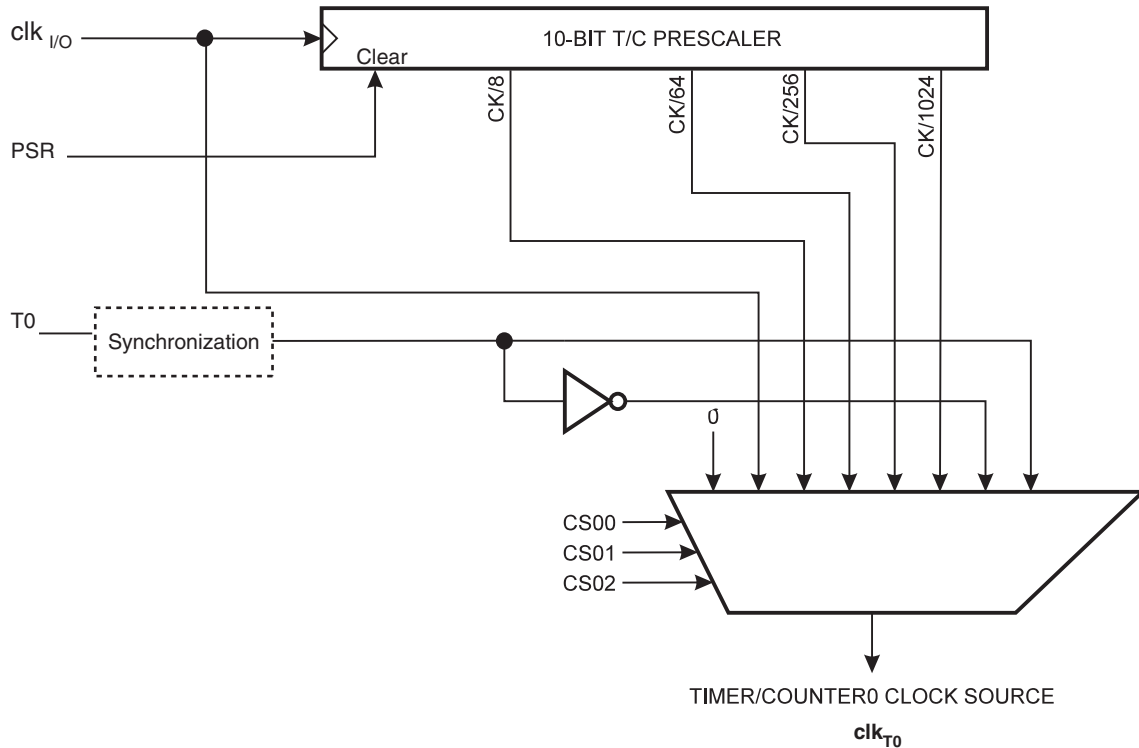 clk I/O
10-BIT T/C PRESCALER
Clear
CK/8
CK/64
CK/256
CK/1024
PSR
T0
Synchronization
0
CS00
CS01
CS02
TIMER/COUNTER0 CLOCK SOURCE
clkT0